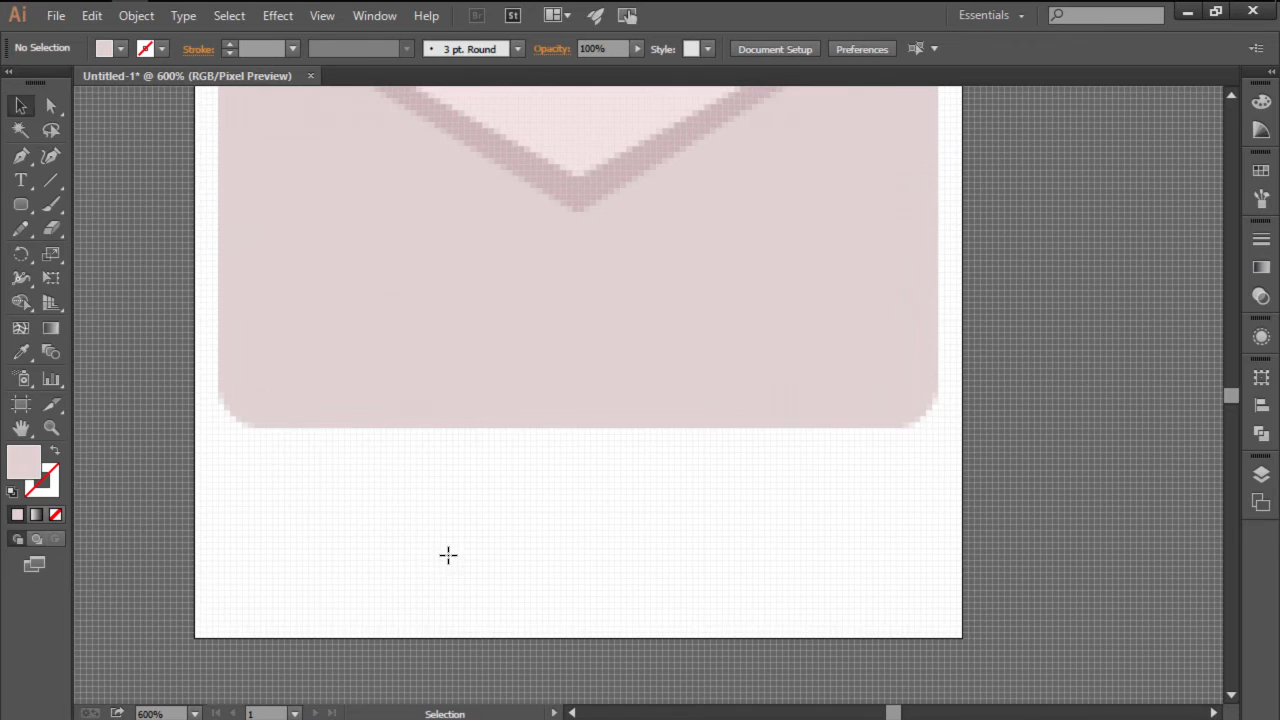 Ai File Edit Object Type Select Effect View Window Help Br St Essentials
No Selection Stroke: 3 pt. Round Opacity: 100% Style: Document Setup Preferences
Untitled-1* @ 600% (RGB/Pixel Preview)
T
600% 1 Selection